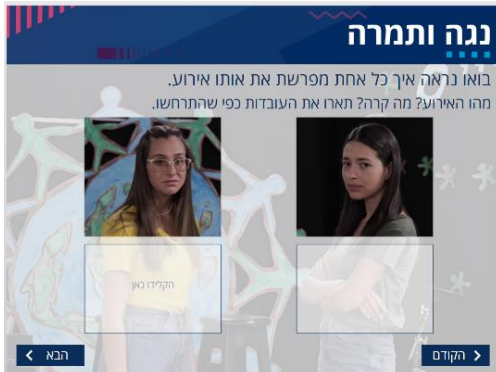 נגה ותמרה
בואו נראה איך כל אחת מפרשת את אותו אירוע.
מהו האירוע? מה קרה? תארו את העובדות כפי שהתרחשו.
הקלידו כאן
הקודם
הבא